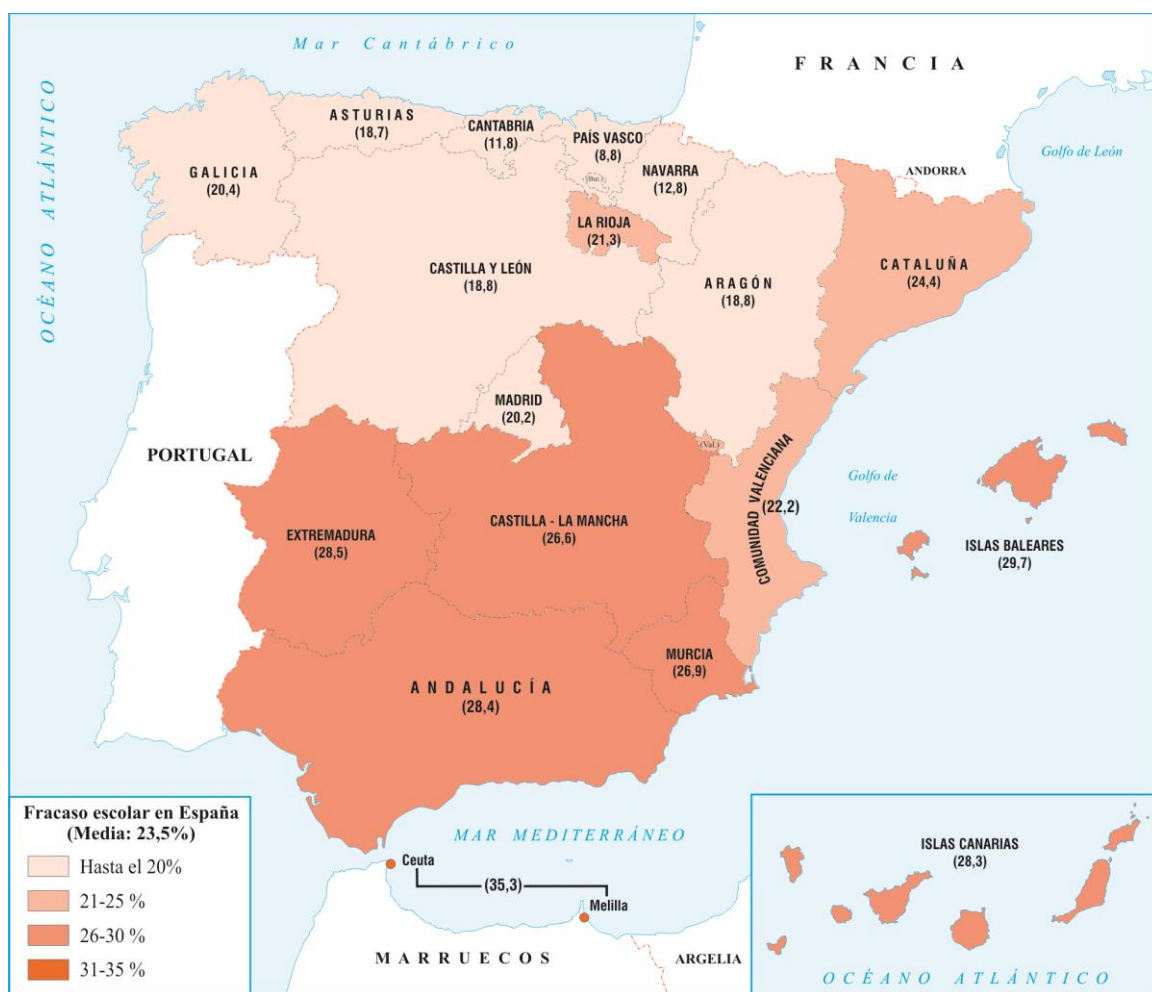 Mar Cantábrico
FRANCIA
OCÉANO ATLÁNTICO
Golfo de León
ANDORRA
ASTURIAS
(18,7)
CANTABRIA
(11,8)
PAÍS VASCO
(8,8)
GALICIA
(20,4)
NAVARRA
(12,8)
(Bur.)
LA RIOJA
(21,3)
CASTILLA Y LEÓN
(18,8)
ARAGÓN
(18,8)
CATALUÑA
(24,4)
MADRID
(20,2)
PORTUGAL
(Val.)
COMUNIDAD VALENCIANA
(22,2)
Golfo de
Valencia
EXTREMADURA
(28,5)
CASTILLA - LA MANCHA
(26,6)
ISLAS BALEARES
(29,7)
MURCIA
(26,9)
ANDALUCÍA
(28,4)
MAR MEDITERRÁNEO
Ceuta
(35,3)
Melilla
MARRUECOS
ARGELIA
Fracaso escolar en España
(Media: 23,5%)
Hasta el 20%
21-25 %
26-30 %
31-35 %
ISLAS CANARIAS
(28,3)
OCÉANO ATLÁNTICO